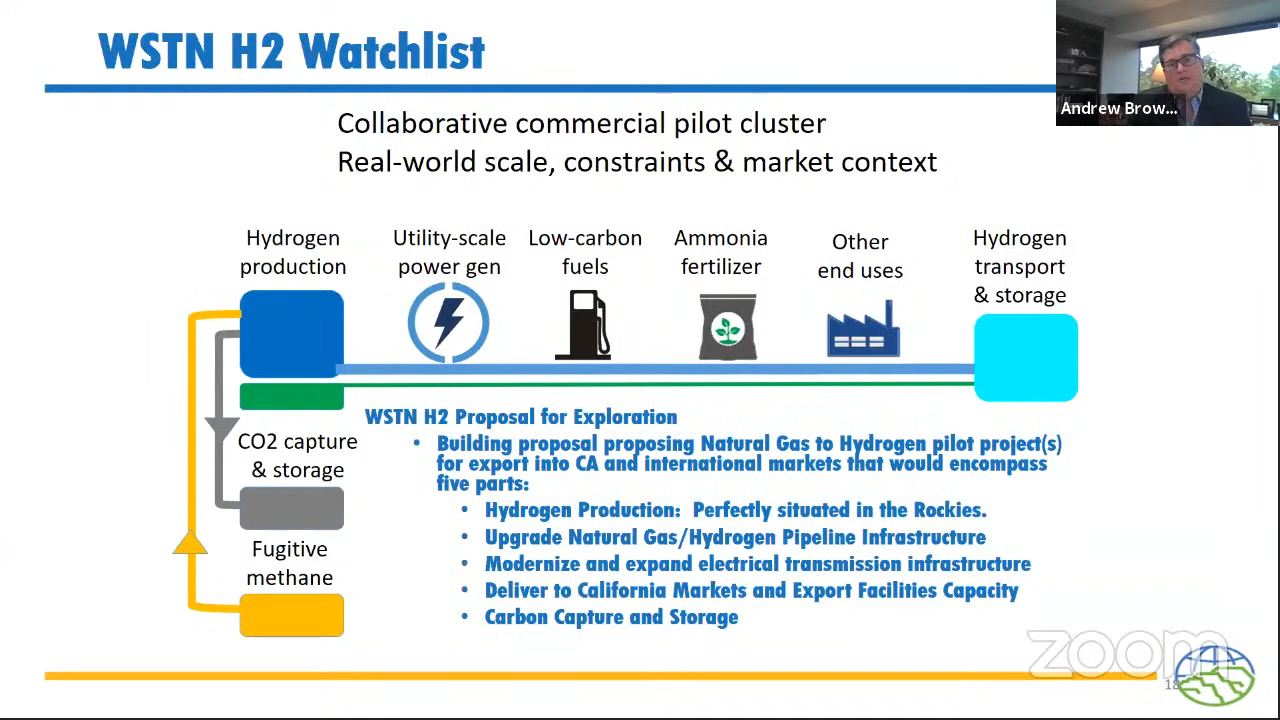 WSTN H2 Watchlist
Andrew Brow...
Collaborative commercial pilot cluster
Real-world scale, constraints & market context
Hydrogen
production
Utility-scale
power gen
Low-carbon
fuels
Ammonia
fertilizer
Other
end uses
Hydrogen
transport
& storage
WSTN H2 Proposal for Exploration
• Building proposal proposing Natural Gas to Hydrogen pilot project(s)
for export into CA and international markets that would encompass
five parts:
• Hydrogen Production: Perfectly situated in the Rockies.
• Upgrade Natural Gas/Hydrogen Pipeline Infrastructure
• Modernize and expand electrical transmission infrastructure
• Deliver to California Markets and Export Facilities Capacity
• Carbon Capture and Storage
CO2 capture
& storage
Fugitive
methane
zoom
18